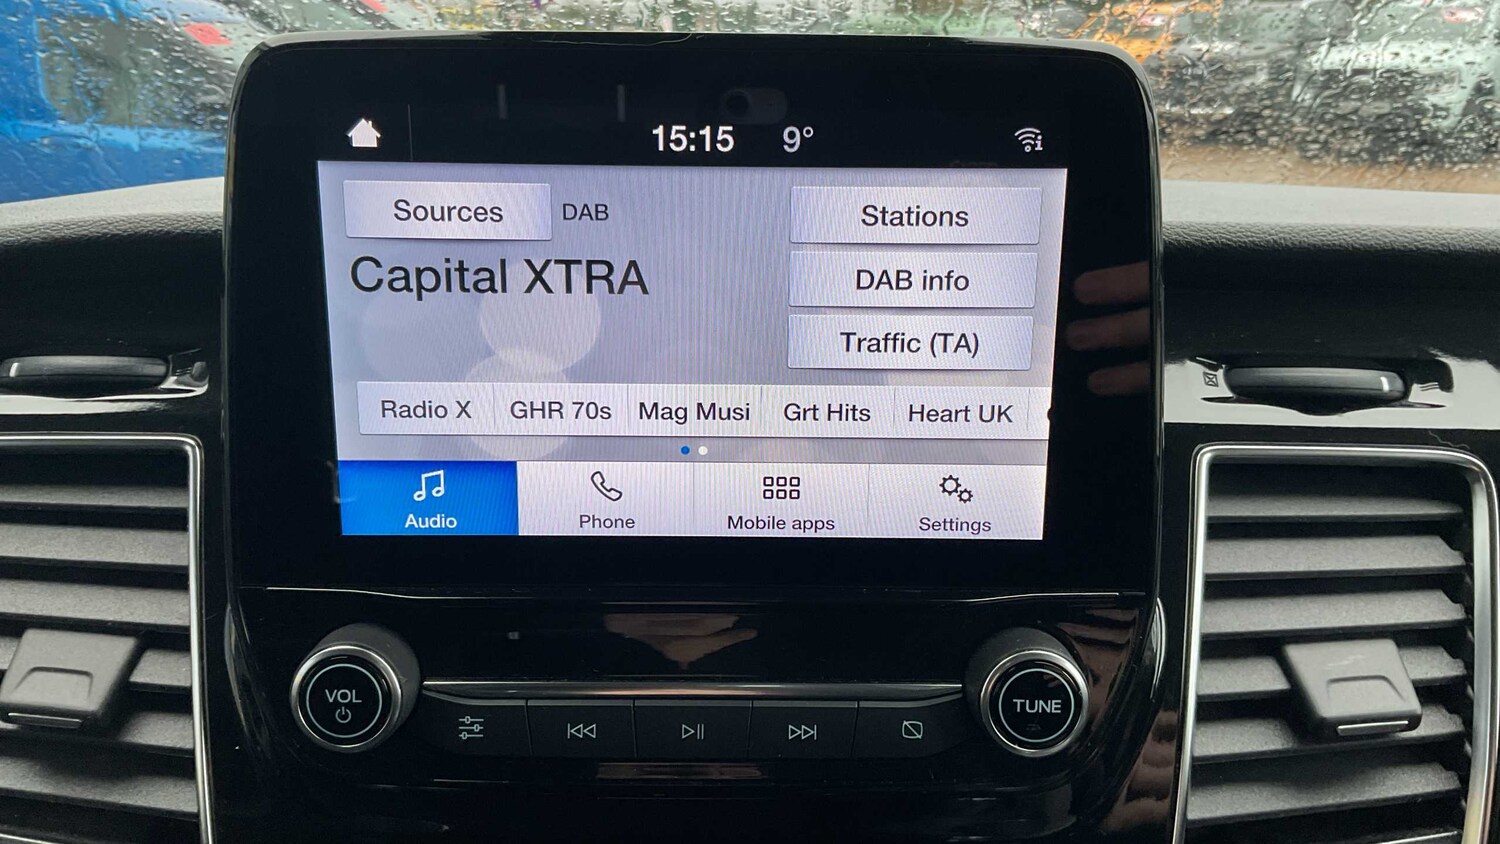 15:15 9°
Sources DAB Stations
Capital XTRA
DAB info
Traffic (TA)
Radio X GHR 70s Mag Musi Grt Hits Heart UK
Audio Phone Mobile apps Settings
VOL TUNE